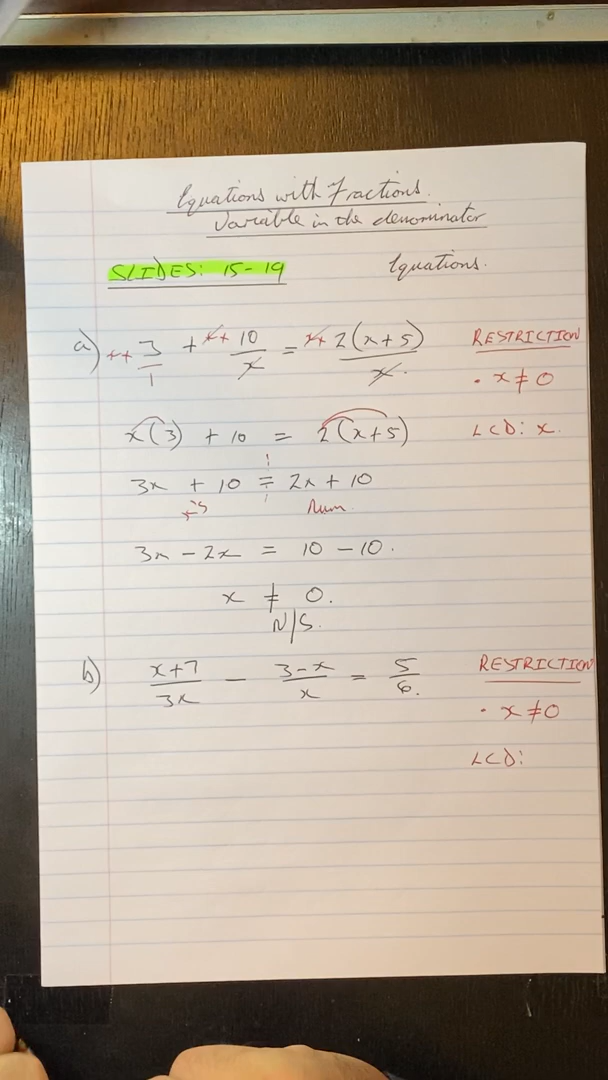 Equations with Fractions.
Variable in the denominator
SLIDES: 15-19
Equations.
a) 3/1 + 10/x = 2(x+5)/x
RESTRICTION
• x ≠ 0
x(3) + 10 = 2(x+5)
LCD: x
3x + 10 = 2x + 10
x's
Num.
3x - 2x = 10 - 10.
x ≠ 0.
N/S.
b) x+7/3x - 3-x/x = 5/6.
RESTRICTION
• x ≠ 0
LCD: